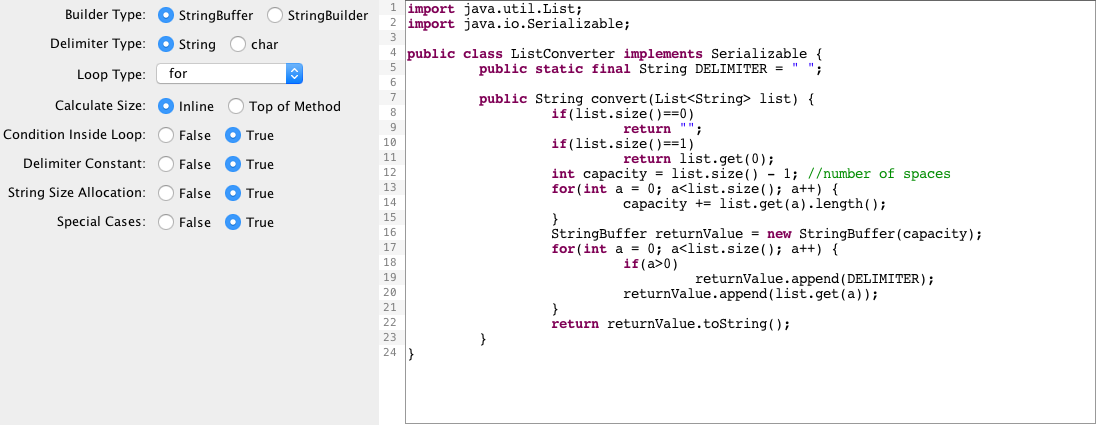 Builder Type: StringBuffer StringBuilder
Delimiter Type: String char
Loop Type: for
Calculate Size: Inline Top of Method
Condition Inside Loop: False True
Delimiter Constant: False True
String Size Allocation: False True
Special Cases: False True
1 import java.util.List;
2 import java.io.Serializable;
3
4 public class ListConverter implements Serializable {
5 public static final String DELIMITER = " ";
6
7 public String convert(List<String> list) {
8 if(list.size()==0)
9 return "";
10 if(list.size()==1)
11 return list.get(0);
12 int capacity = list.size() - 1; //number of spaces
13 for(int a = 0; a<list.size(); a++) {
14 capacity += list.get(a).length();
15 }
16 StringBuffer returnValue = new StringBuffer(capacity);
17 for(int a = 0; a<list.size(); a++) {
18 if(a>0)
19 returnValue.append(DELIMITER);
20 returnValue.append(list.get(a));
21 }
22 return returnValue.toString();
23 }
24 }